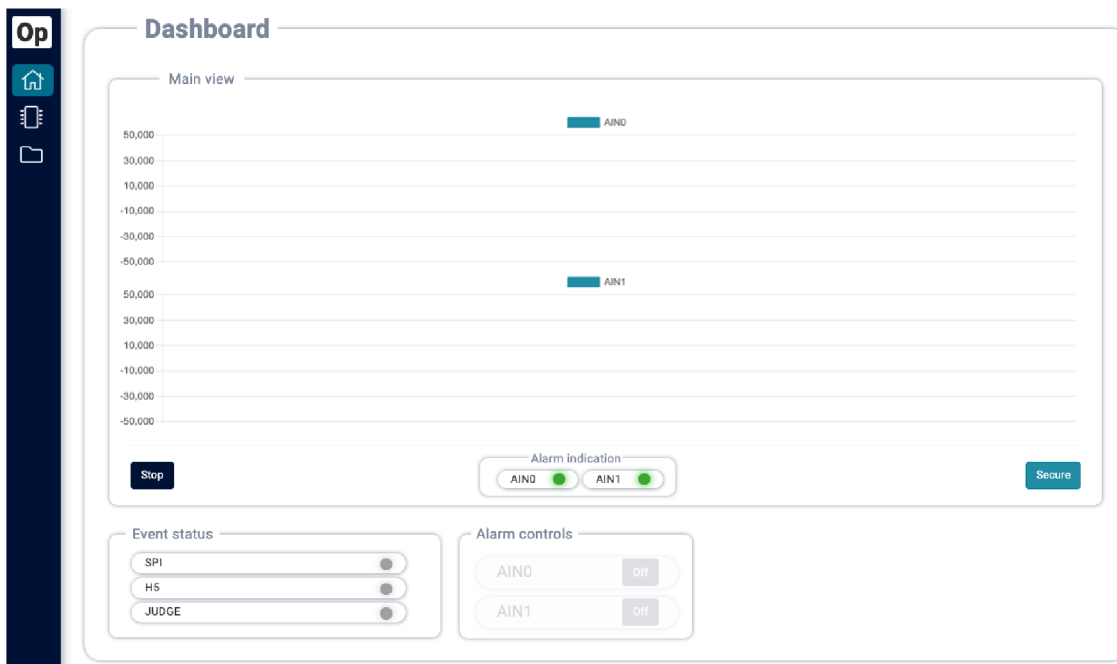 Op
Dashboard
Main view
AIN0
50,000
30,000
10,000
-10,000
-30,000
-50,000
AIN1
50,000
30,000
10,000
-10,000
-30,000
-50,000
Stop
Alarm indication
AIN0 AIN1
Secure
Event status
SPI
H5
JUDGE
Alarm controls
AIN0 Off
AIN1 Off